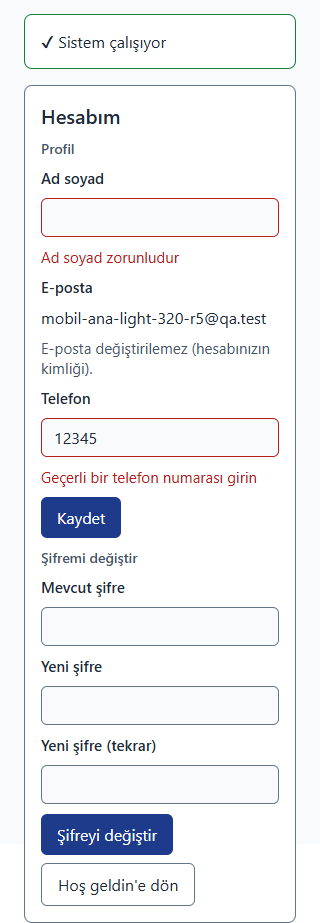 ✓ Sistem çalışıyor
Hesabım
Profil
Ad soyad
Ad soyad zorunludur
E-posta
mobil-ana-light-320-r5@qa.test
E-posta değiştirilemez (hesabınızın
kimliği).
Telefon
12345
Geçerli bir telefon numarası girin
Kaydet
Şifremi değiştir
Mevcut şifre
Yeni şifre
Yeni şifre (tekrar)
Şifreyi değiştir
Hoş geldin'e dön